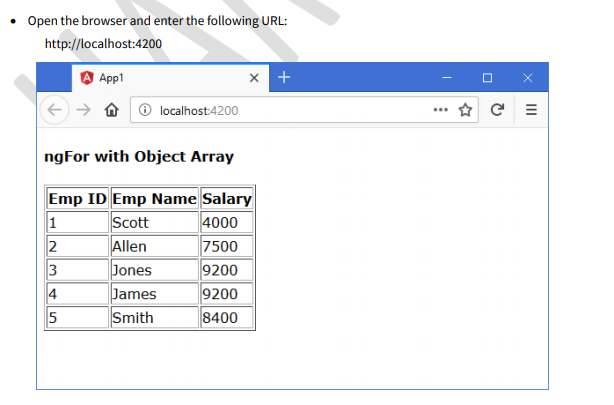 • Open the browser and enter the following URL:
http://localhost:4200
App1
localhost:4200
ngFor with Object Array
Emp ID Emp Name Salary
1 Scott 4000
2 Allen 7500
3 Jones 9200
4 James 9200
5 Smith 8400